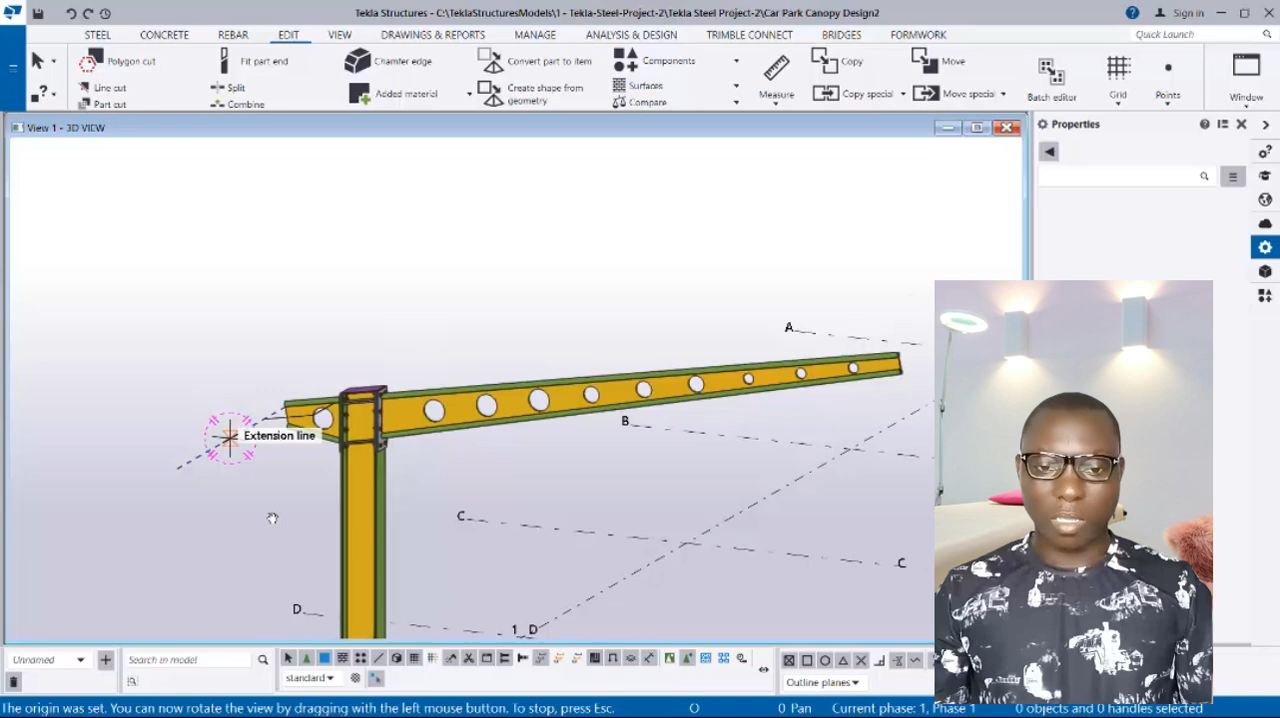 Tekla Structures - C:\TeklaStructuresModels\1 - Tekla-Steel-Project-2\Tekla Steel Project-2\Car Park Canopy Design2
Sign in
STEEL CONCRETE REBAR EDIT VIEW DRAWINGS & REPORTS MANAGE ANALYSIS & DESIGN TRIMBLE CONNECT BRIDGES FORMWORK Quick Launch
Polygon cut Fit part end Chamfer edge Convert part to item Components Copy Move
Line cut Split Added material Create shape from geometry Surfaces Measure Copy special Move special Batch editor Grid Points Window
Part cut Combine Compare
View 1 - 3D VIEW
Properties
A
B
Extension line
C
C
D
1 D
Unnamed
Search in model
standard
Outline planes
The origin was set. You can now rotate the view by dragging with the left mouse button. To stop, press Esc. O 0 Pan Current phase: 1, Phase 1 0 objects and 0 handles selected